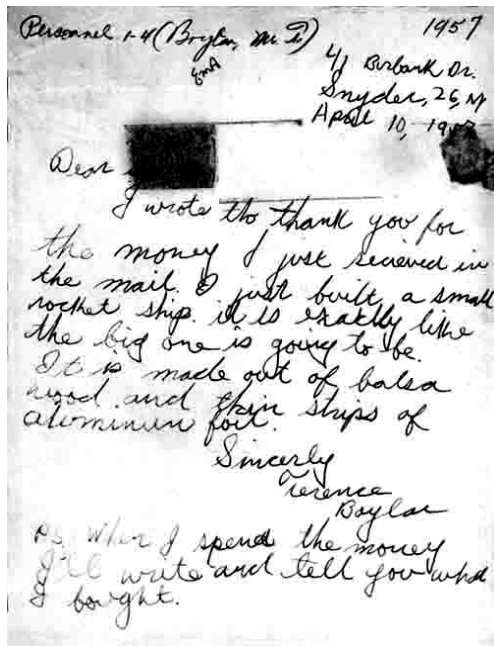 1957
Personnel 1-4 (Boylan, M. T.)
EmA
41 Burbank Dr.
Snyder, 26, NY
April 10, 1957
Dear
I wrote tho thank you for
the money I just recieved in
the mail. I just built a small
rocket ship. it is exactly like
the big one is going to be.
It is made out of balsa
wood and thin strips of
aluminum foil.
Sincerly
Terence
Boylan
PS. When I spend the money
I'll write and tell you what
I bought.